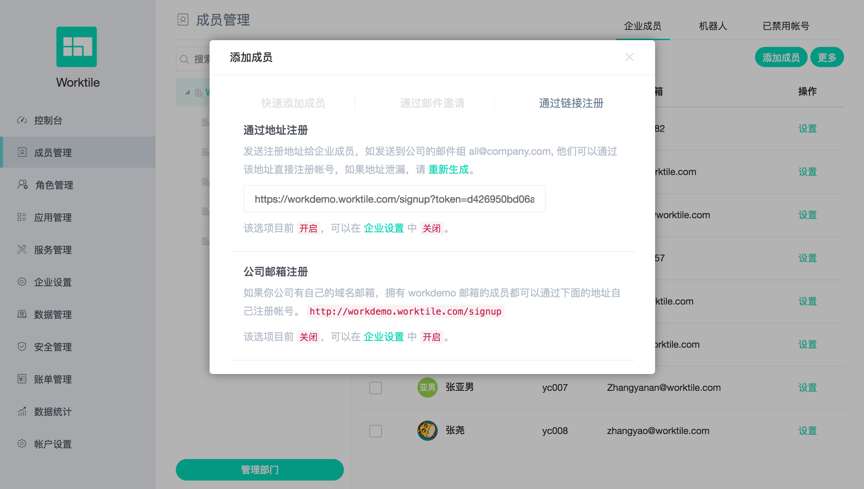 Worktile
控制台
成员管理
角色管理
应用管理
服务管理
企业设置
数据管理
安全管理
账单管理
数据统计
帐户设置
成员管理
企业成员
机器人
已禁用帐号
添加成员
更多
操作
管理部门
添加成员
快速添加成员
通过邮件邀请
通过链接注册
通过地址注册
发送注册地址给企业成员，如发送到公司的邮件组 all@company.com, 他们可以通过
该地址直接注册帐号，如果地址泄漏，请 重新生成。
https://workdemo.worktile.com/signup?token=d426950bd06a
该选项目前 开启 ，可以在 企业设置 中 关闭 。
公司邮箱注册
如果你公司有自己的域名邮箱，拥有 workdemo 邮箱的成员都可以通过下面的地址自
己注册帐号。 http://workdemo.worktile.com/signup
该选项目前 关闭 ，可以在 企业设置 中 开启 。
设置
设置
设置
设置
设置
设置
亚男 张亚男 yc007 Zhangyanan@worktile.com 设置
张尧 yc008 zhangyao@worktile.com 设置